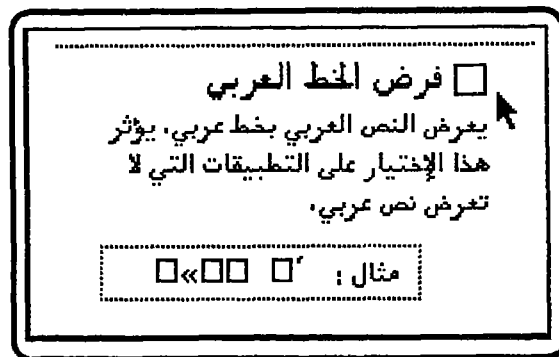 فرض الخط العربي
يعرض النص العربي بخط عربي. يؤثر
هذا الإختيار على التطبيقات التي لا
تعرض نص عربي.
مثال : ՛□ □□»□